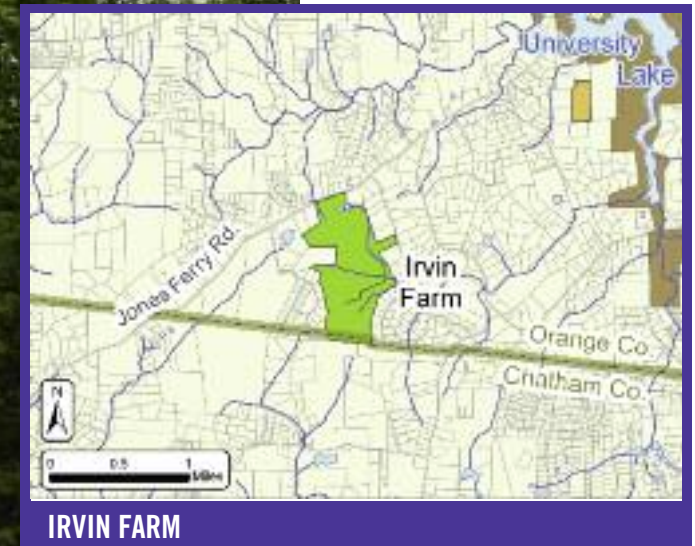 University
Lake
Jones Ferry Rd.
Irvin
Farm
Orange Co.
Chatham Co.
N
0 0.5 1
Miles
IRVIN FARM